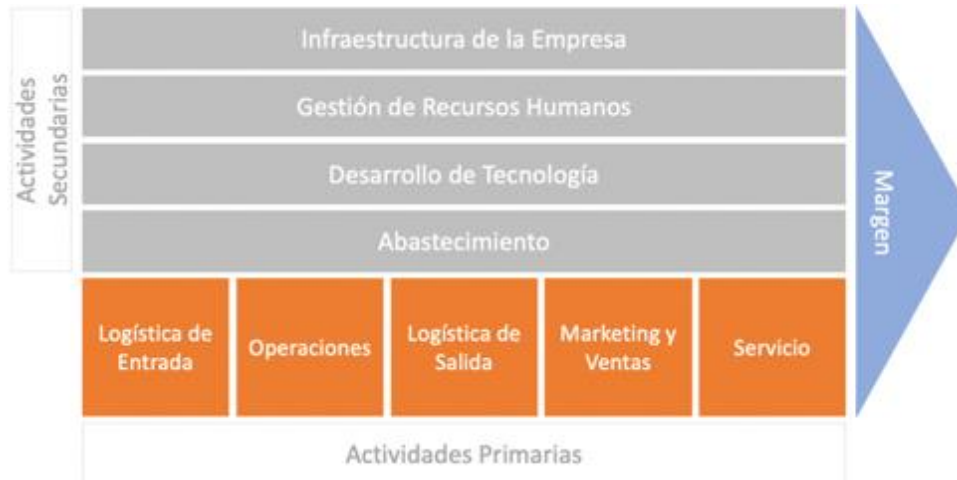 Actividades
Secundarias
Infraestructura de la Empresa
Gestión de Recursos Humanos
Desarrollo de Tecnología
Abastecimiento
Margen
Logística de
Entrada
Operaciones
Logística de
Salida
Marketing y
Ventas
Servicio
Actividades Primarias